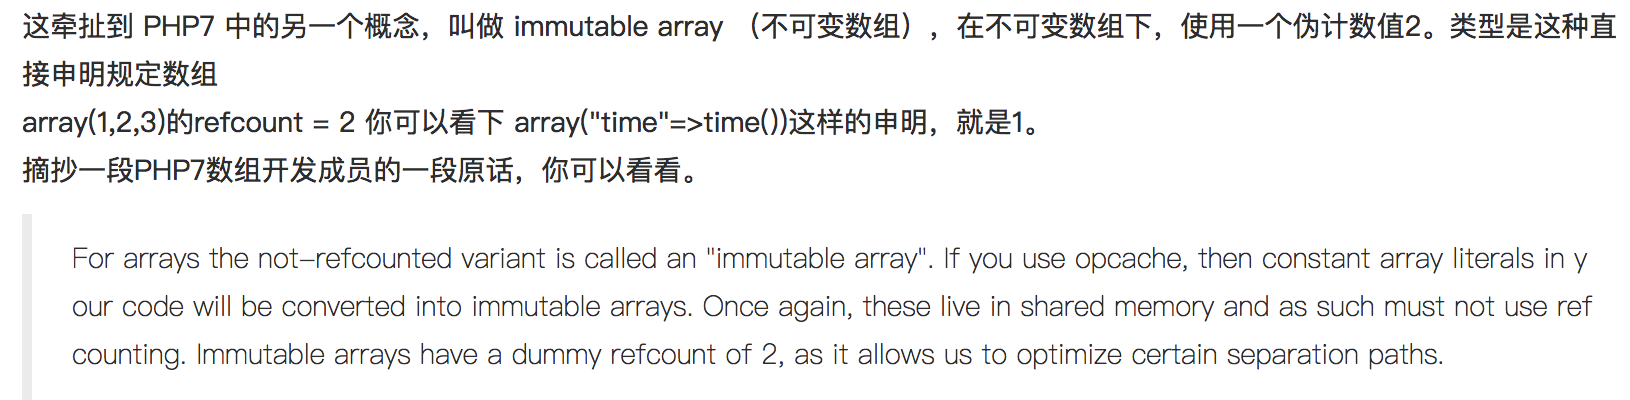 这牵扯到 PHP7 中的另一个概念，叫做 immutable array （不可变数组），在不可变数组下，使用一个伪计数值2。类型是这种直
接申明规定数组
array(1,2,3)的refcount = 2 你可以看下 array("time"=>time())这样的申明，就是1。
摘抄一段PHP7数组开发成员的一段原话，你可以看看。
For arrays the not-refcounted variant is called an "immutable array". If you use opcache, then constant array literals in y
our code will be converted into immutable arrays. Once again, these live in shared memory and as such must not use ref
counting. Immutable arrays have a dummy refcount of 2, as it allows us to optimize certain separation paths.